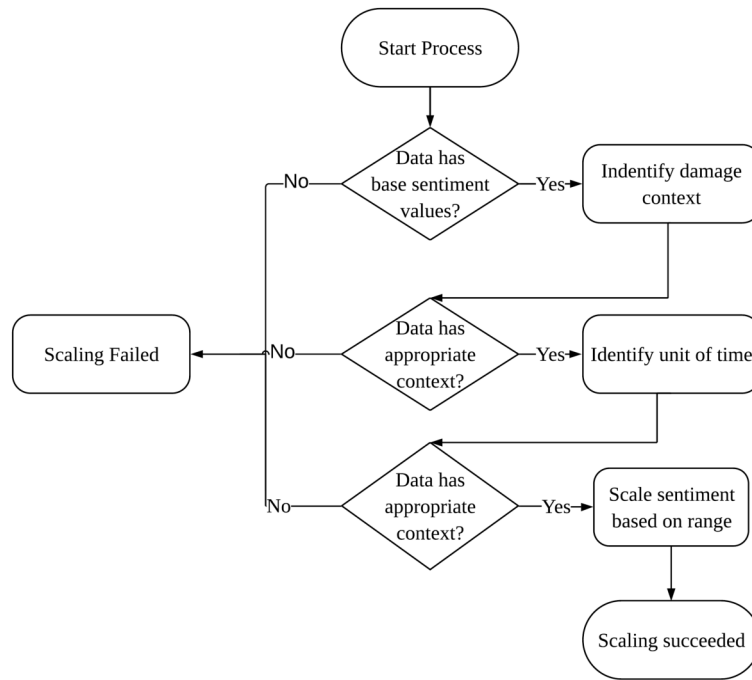 Start Process
Data has
base sentiment
values?
No
Yes
Indentify damage
context
Scaling Failed
No
Data has
appropriate
context?
Yes
Identify unit of time
No
Data has
appropriate
context?
Yes
Scale sentiment
based on range
Scaling succeeded